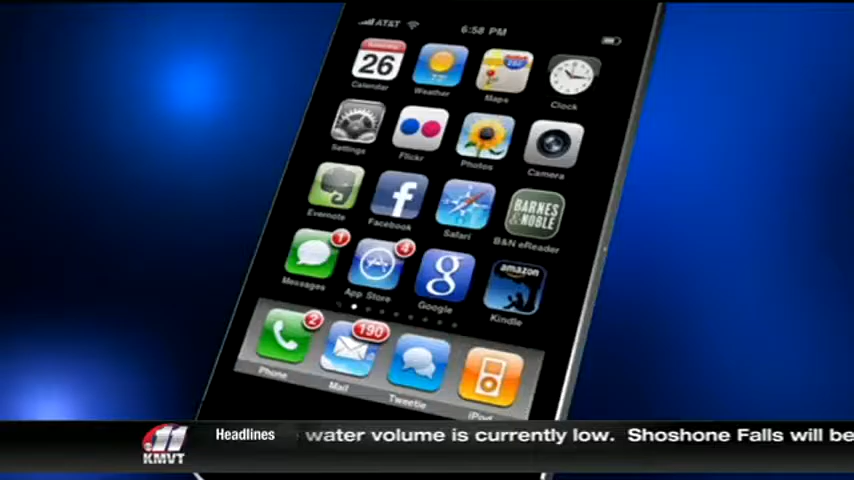 AT&T
6:58 PM
26
72°
280
Calendar
Weather
Maps
Clock
Settings
Flickr
Photos
Camera
f
BARNES
&NOBLE
Evernote
Facebook
Safari
B&N eReader
1
4
g
amazon
Messages
App Store
Google
Kindle
2
190
Phone
Mail
Tweetie
iPod
11
KMVT
Headlines
water volume is currently low. Shoshone Falls will be